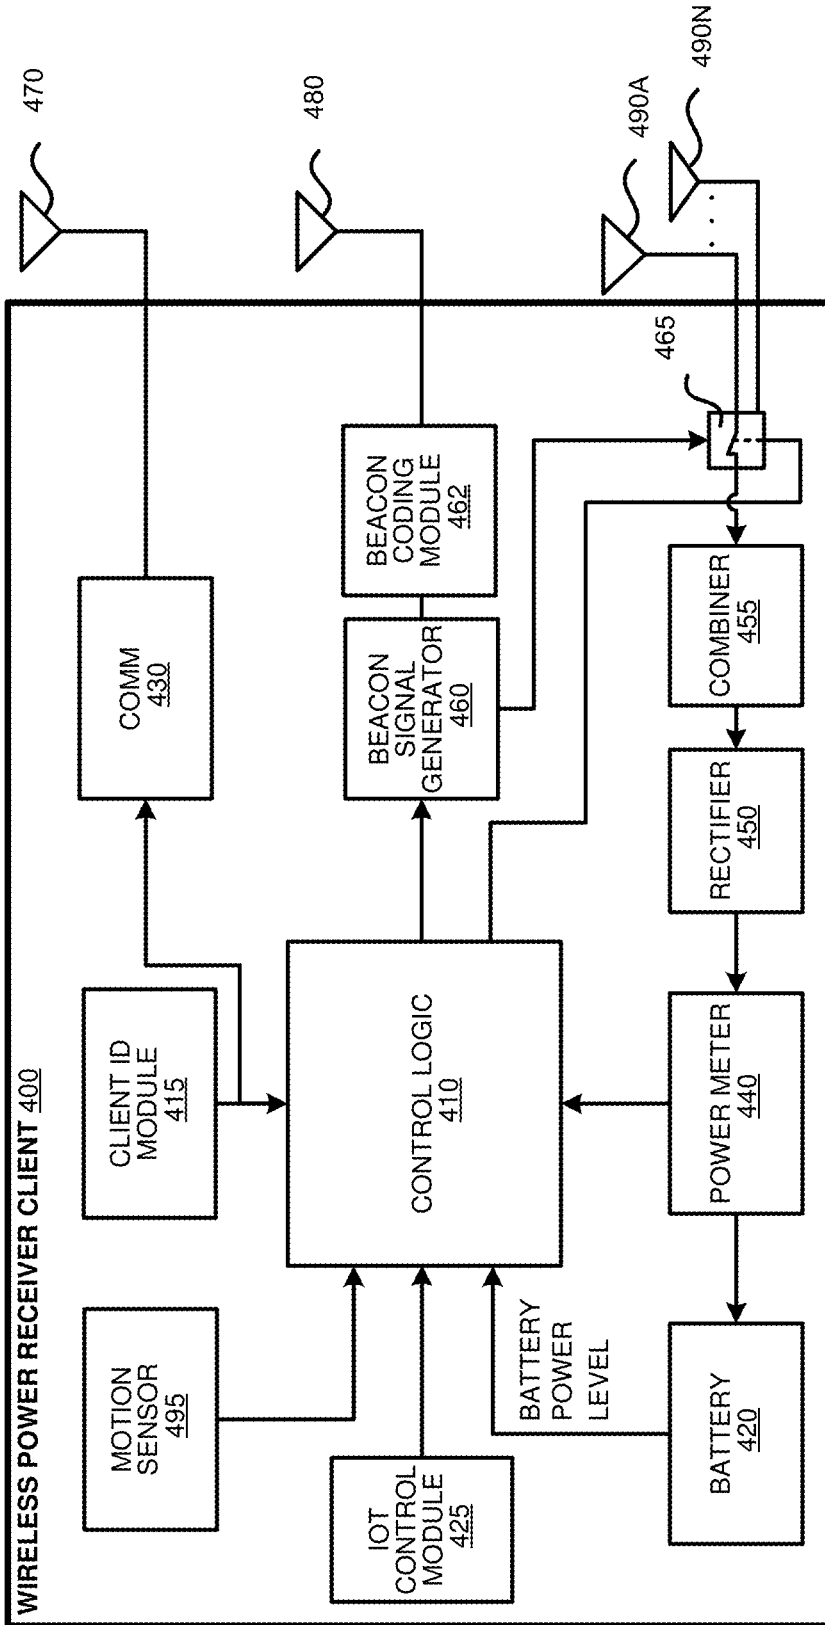 WIRELESS POWER RECEIVER CLIENT 400
MOTION
SENSOR
495
CLIENT ID
MODULE
415
COMM
430
470
IOT
CONTROL
MODULE
425
CONTROL LOGIC
410
BEACON
SIGNAL
GENERATOR
460
BEACON
CODING
MODULE
462
480
BATTERY
POWER
LEVEL
BATTERY
420
POWER METER
440
RECTIFIER
450
COMBINER
455
465
490A
490N
. . .